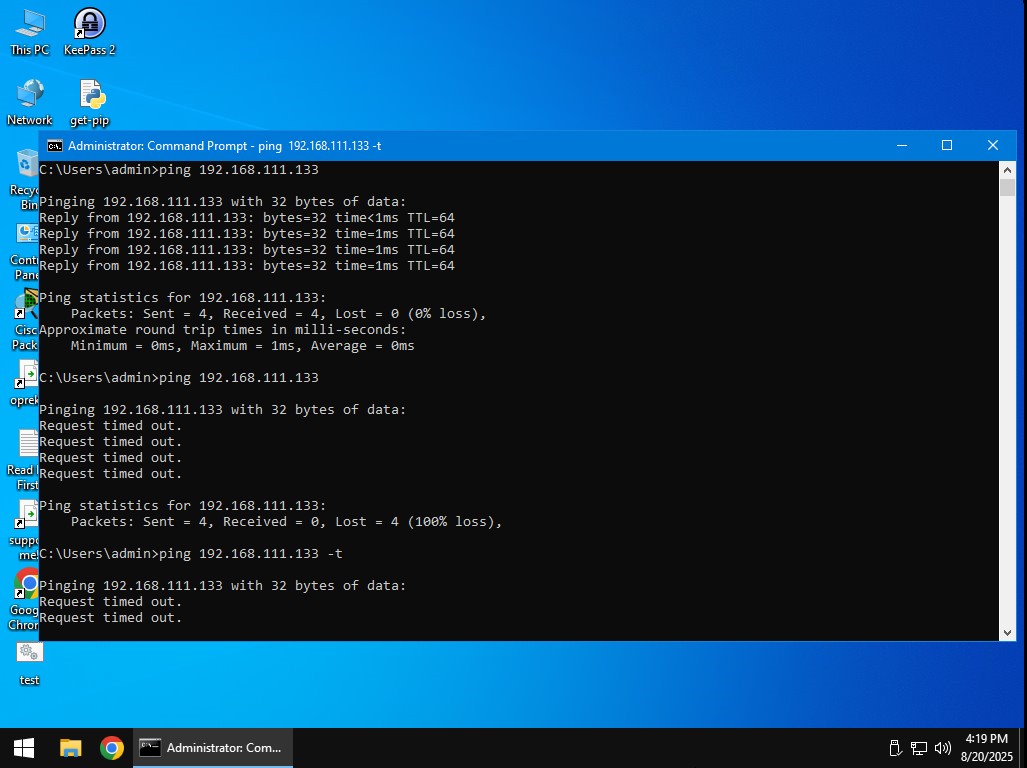 This PC
KeePass 2
Network
get-pip
Administrator: Command Prompt - ping  192.168.111.133 -t
C:\Users\admin>ping 192.168.111.133
Pinging 192.168.111.133 with 32 bytes of data:
Reply from 192.168.111.133: bytes=32 time<1ms TTL=64
Reply from 192.168.111.133: bytes=32 time=1ms TTL=64
Reply from 192.168.111.133: bytes=32 time=1ms TTL=64
Reply from 192.168.111.133: bytes=32 time=1ms TTL=64
Ping statistics for 192.168.111.133:
    Packets: Sent = 4, Received = 4, Lost = 0 (0% loss),
Approximate round trip times in milli-seconds:
    Minimum = 0ms, Maximum = 1ms, Average = 0ms
C:\Users\admin>ping 192.168.111.133
Pinging 192.168.111.133 with 32 bytes of data:
Request timed out.
Request timed out.
Request timed out.
Request timed out.
Ping statistics for 192.168.111.133:
    Packets: Sent = 4, Received = 0, Lost = 4 (100% loss),
C:\Users\admin>ping 192.168.111.133 -t
Pinging 192.168.111.133 with 32 bytes of data:
Request timed out.
Request timed out.
Recyc
Bin
Contr
Pane
Cisc
Pack
oprek
Read
First
suppo
me!
Goog
Chron
test
Administrator: Com...
4:19 PM
8/20/2025